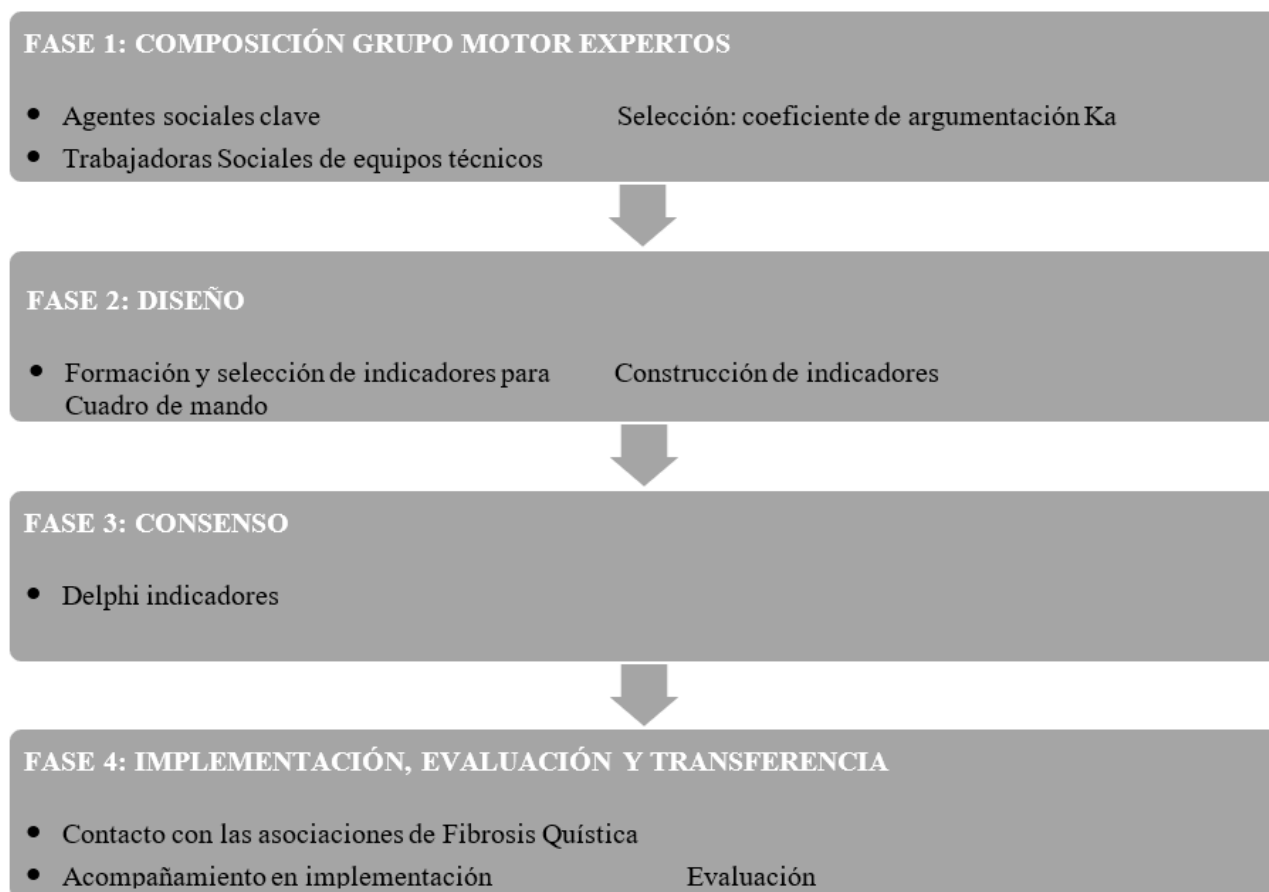 FASE 1: COMPOSICIÓN GRUPO MOTOR EXPERTOS
• Agentes sociales clave Selección: coeficiente de argumentación Ka
• Trabajadoras Sociales de equipos técnicos
FASE 2: DISEÑO
• Formación y selección de indicadores para Construcción de indicadores
Cuadro de mando
FASE 3: CONSENSO
• Delphi indicadores
FASE 4: IMPLEMENTACIÓN, EVALUACIÓN Y TRANSFERENCIA
• Contacto con las asociaciones de Fibrosis Quística
• Acompañamiento en implementación Evaluación